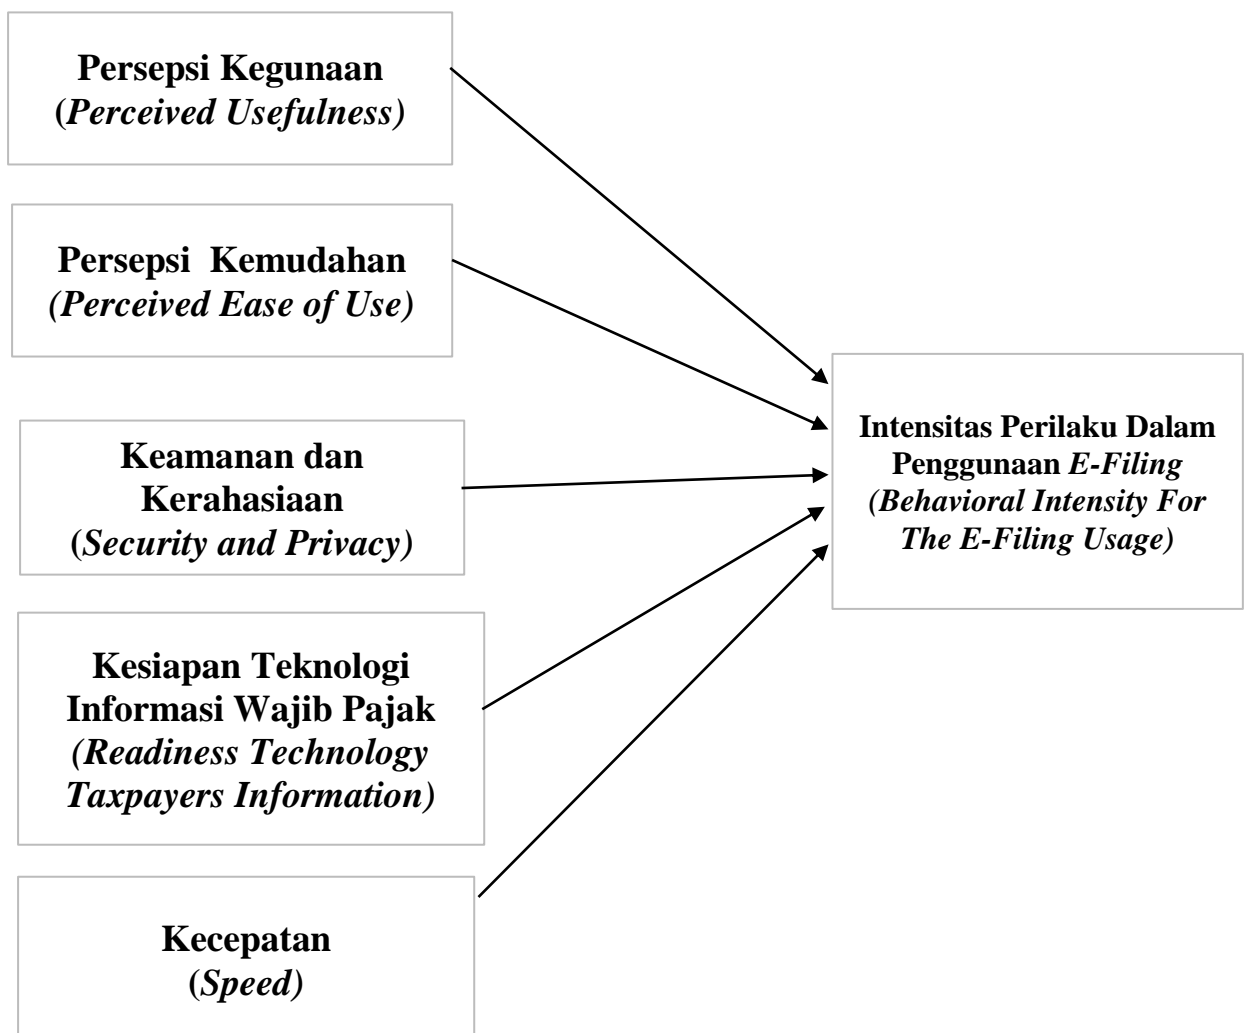 Persepsi Kegunaan
(Perceived Usefulness)
Persepsi Kemudahan
(Perceived Ease of Use)
Keamanan dan
Kerahasiaan
(Security and Privacy)
Kesiapan Teknologi
Informasi Wajib Pajak
(Readiness Technology
Taxpayers Information)
Kecepatan
(Speed)
Intensitas Perilaku Dalam
Penggunaan E-Filing
(Behavioral Intensity For
The E-Filing Usage)